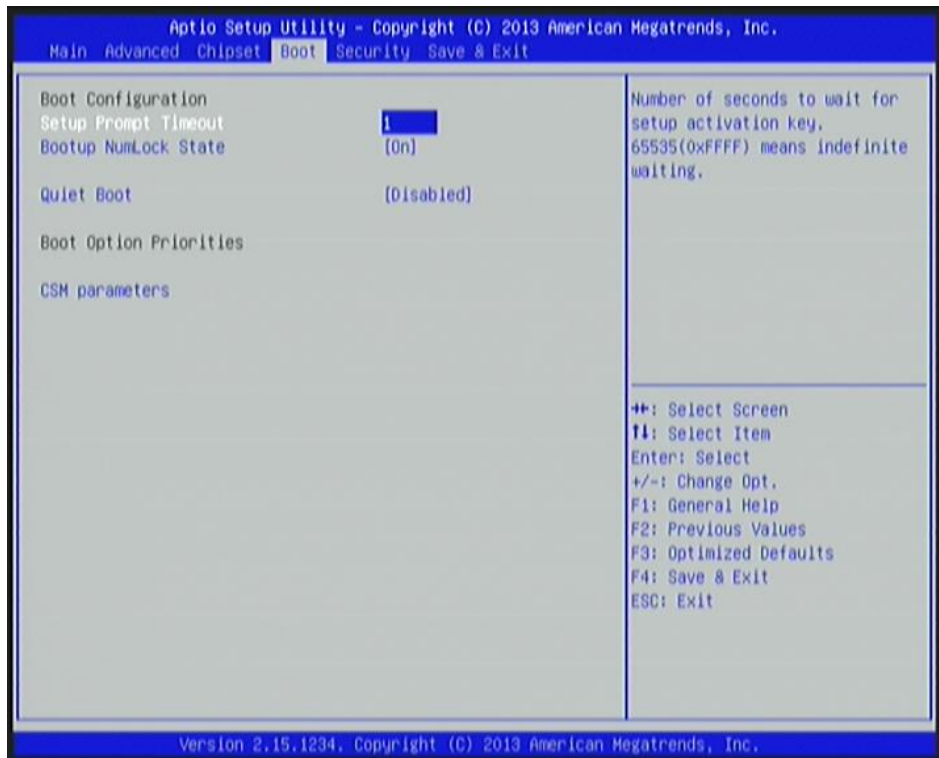 Aptio Setup Utility - Copyright (C) 2013 American Megatrends, Inc.
Main Advanced Chipset Boot Security Save & Exit
Boot Configuration
Setup Prompt Timeout 1
Bootup NumLock State [On]
Quiet Boot [Disabled]
Boot Option Priorities
CSM parameters
Number of seconds to wait for
setup activation key.
65535(0xFFFF) means indefinite
waiting.
→←: Select Screen
↑↓: Select Item
Enter: Select
+/-: Change Opt.
F1: General Help
F2: Previous Values
F3: Optimized Defaults
F4: Save & Exit
ESC: Exit
Version 2.15.1234. Copyright (C) 2013 American Megatrends, Inc.